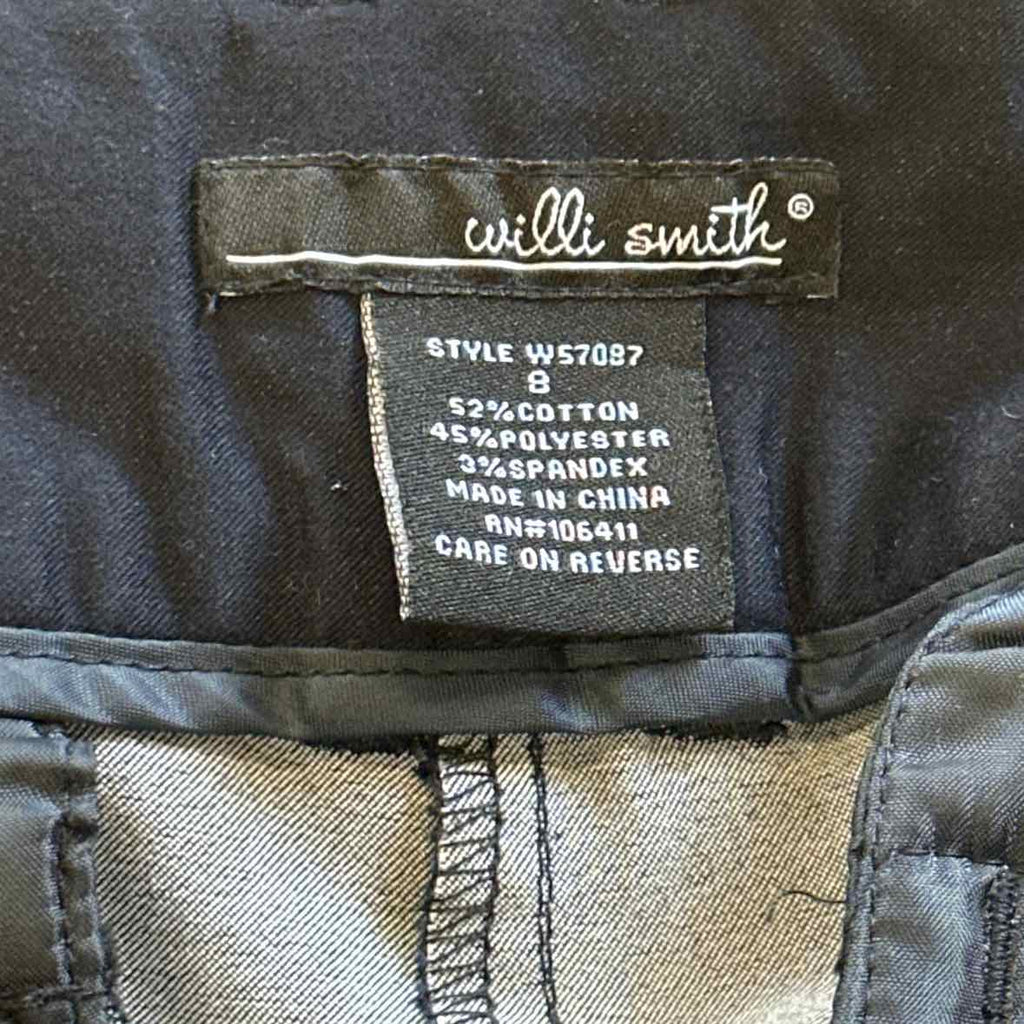 willi smith®
STYLE W57087
8
52%COTTON
45%POLYESTER
3%SPANDEX
MADE IN CHINA
RN#106411
CARE ON REVERSE